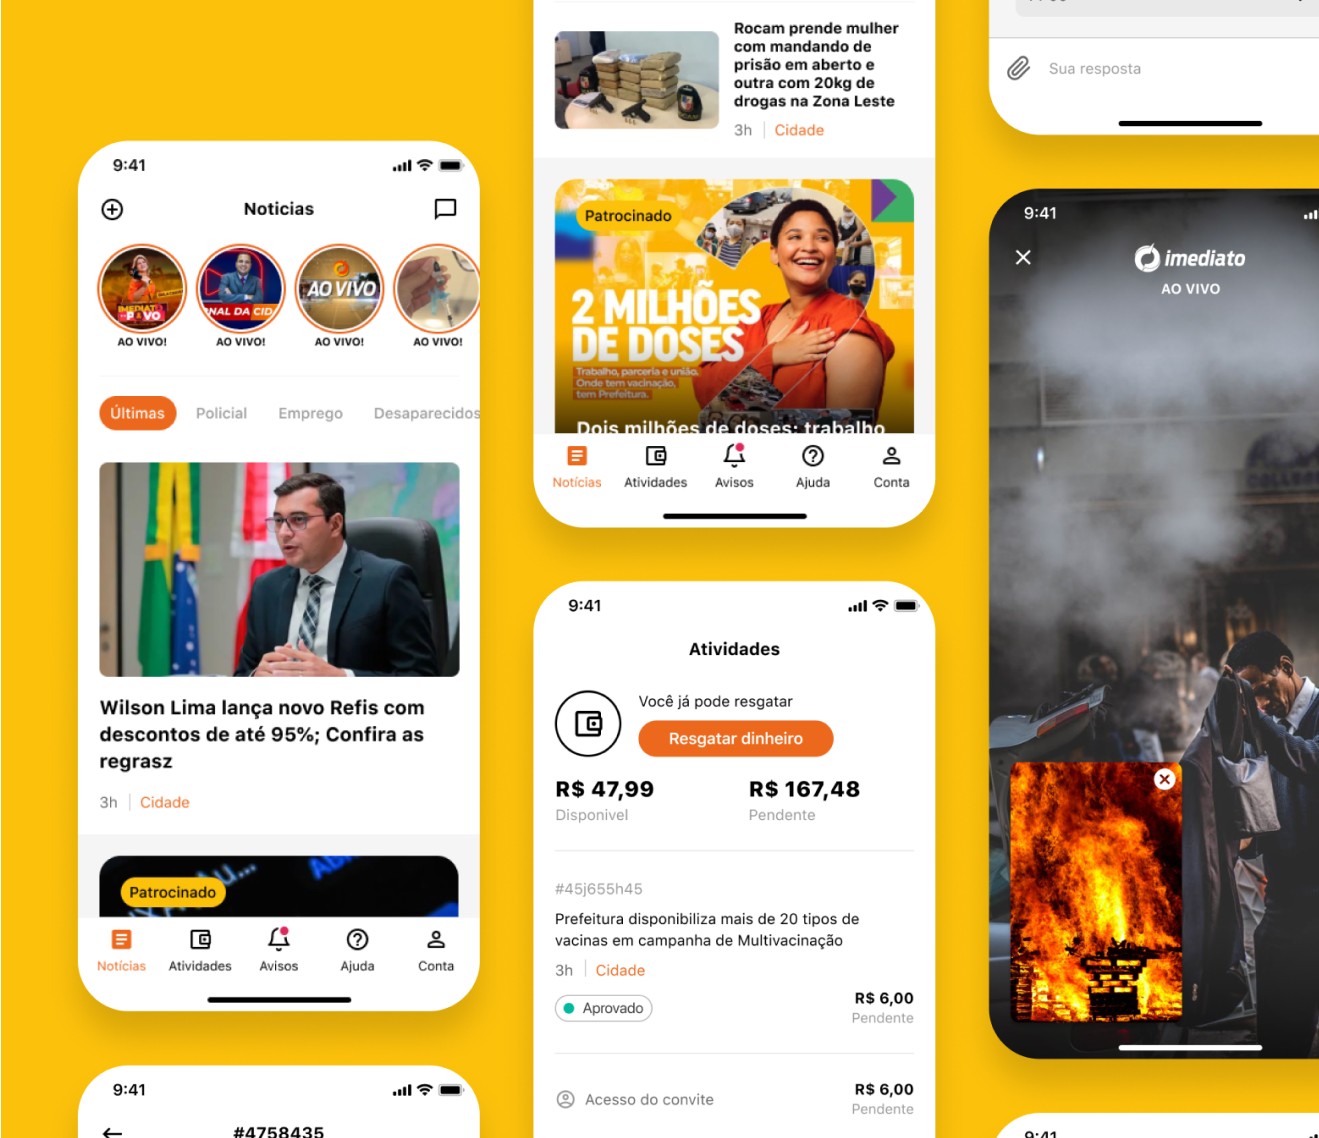 9:41
Noticias
IMEDIATO
AO VIVO!
NAL DA CID
AO VIVO!
AO VIVO
AO VIVO!
AO VIVO!
Últimas
Policial
Emprego
Desaparecidos
Wilson Lima lança novo Refis com
descontos de até 95%; Confira as
regrasz
3h
Cidade
Patrocinado
Notícias
Atividades
Avisos
Ajuda
Conta
9:41
#4758435
Rocam prende mulher
com mandando de
prisão em aberto e
outra com 20kg de
drogas na Zona Leste
3h
Cidade
Patrocinado
2 MILHÕES
DE DOSES
Trabalho, parceria e união.
Onde tem vacinação,
tem Prefeitura.
Dois milhões de doses: trabalho
Notícias
Atividades
Avisos
Ajuda
Conta
9:41
Atividades
Você já pode resgatar
Resgatar dinheiro
R$ 47,99
Disponivel
R$ 167,48
Pendente
#45j655h45
Prefeitura disponibiliza mais de 20 tipos de
vacinas em campanha de Multivacinação
3h
Cidade
Aprovado
R$ 6,00
Pendente
Acesso do convite
R$ 6,00
Pendente
Sua resposta
9:41
imediato
AO VIVO
9:41